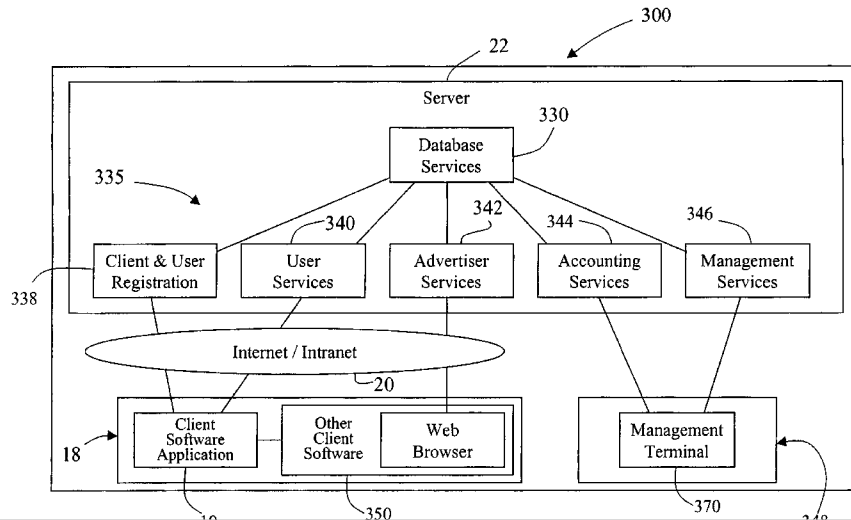 300
22
Server
330
Database
Services
335
340
342
344
346
Client & User
Registration
User
Services
Advertiser
Services
Accounting
Services
Management
Services
338
Internet / Intranet
20
18
Client
Software
Application
Other
Client
Software
Web
Browser
Management
Terminal
350
370